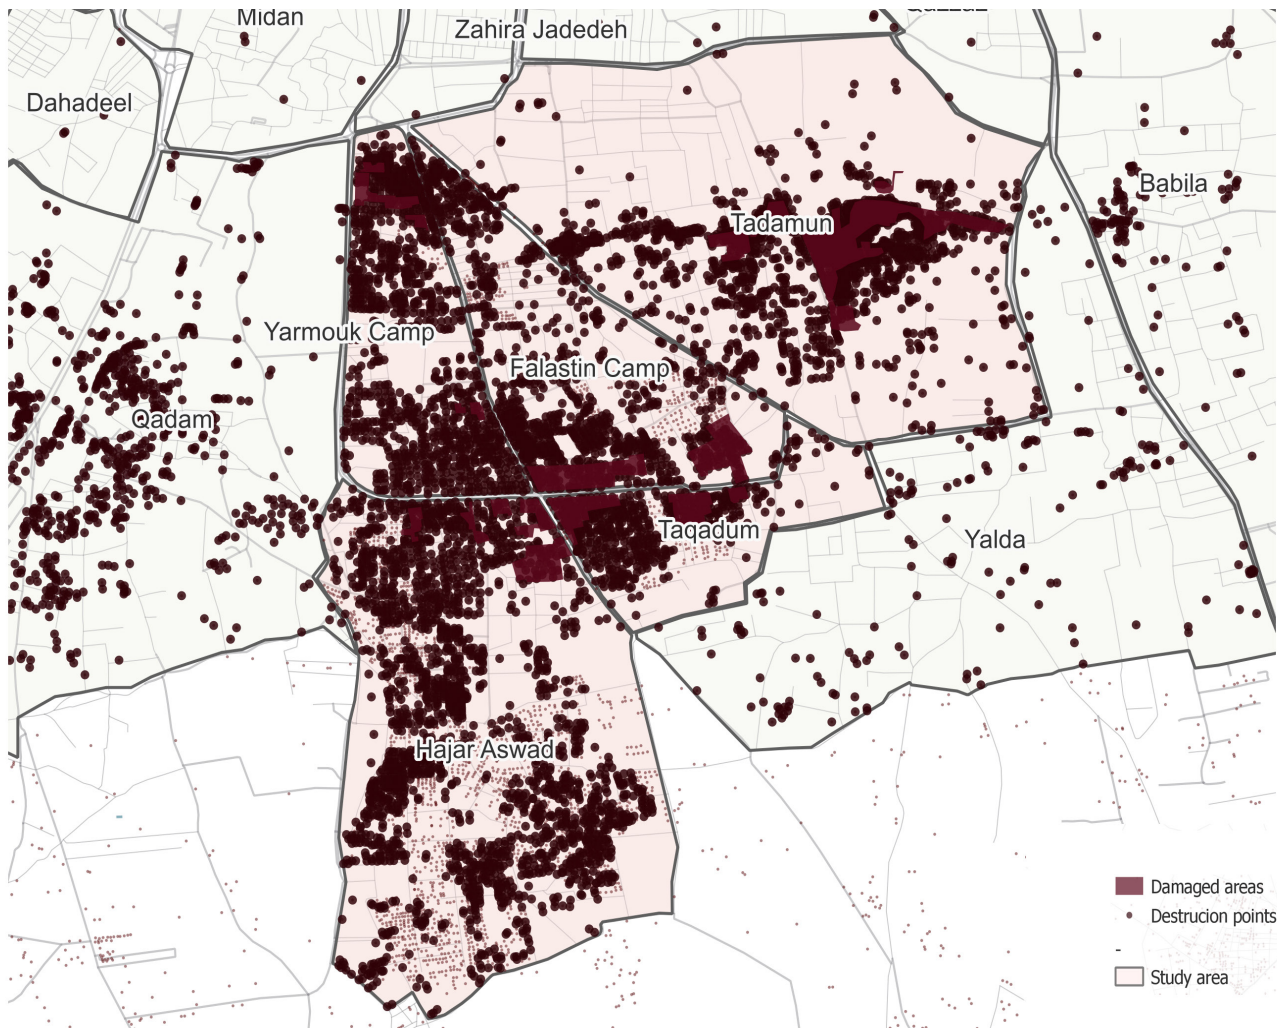 Midan
Zahira Jadedeh
Dahadeel
Babila
Tadamun
Yarmouk Camp
Falastin Camp
Qadam
Taqadum
Yalda
Hajar Aswad
Damaged areas
Destrucion points
-
Study area